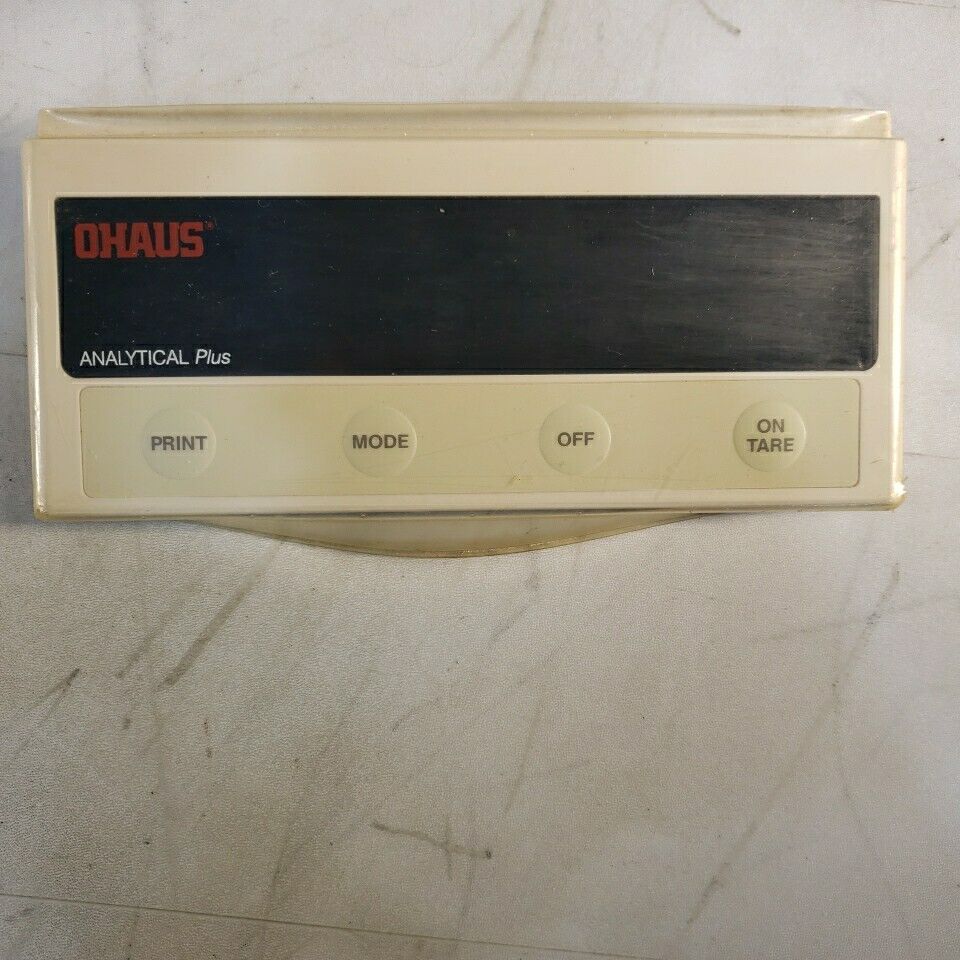 OHAUS®
ANALYTICAL Plus
PRINT
MODE
OFF
ON
TARE